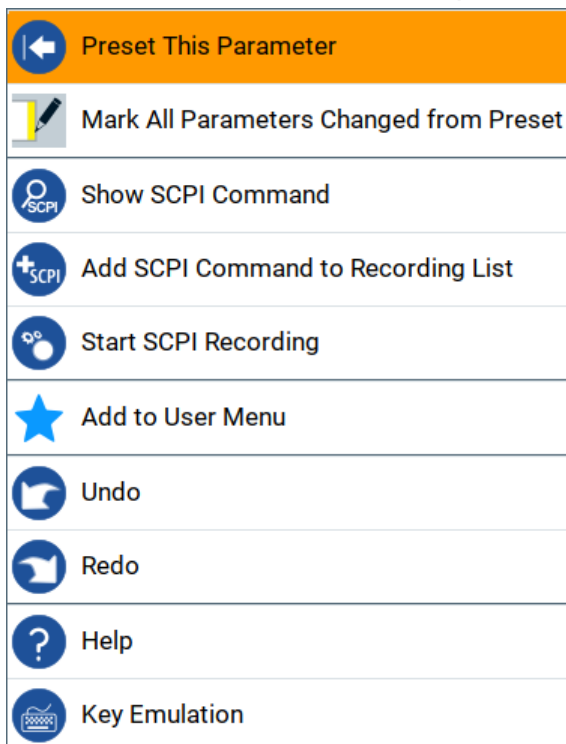 Preset This Parameter
Mark All Parameters Changed from Preset
SCPI
Show SCPI Command
+SCPI
Add SCPI Command to Recording List
Start SCPI Recording
Add to User Menu
Undo
Redo
?
Help
Key Emulation